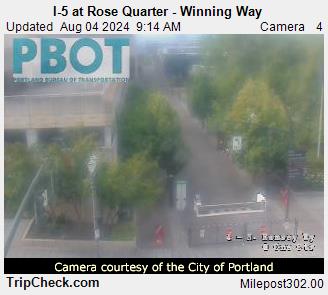 I-5 at Rose Quarter - Winning Way
Updated Aug 04 2024 9:14 AM Camera 4
PBOT
PORTLAND BUREAU OF TRANSPORTATION
Camera courtesy of the City of Portland
TripCheck.com Milepost302.00